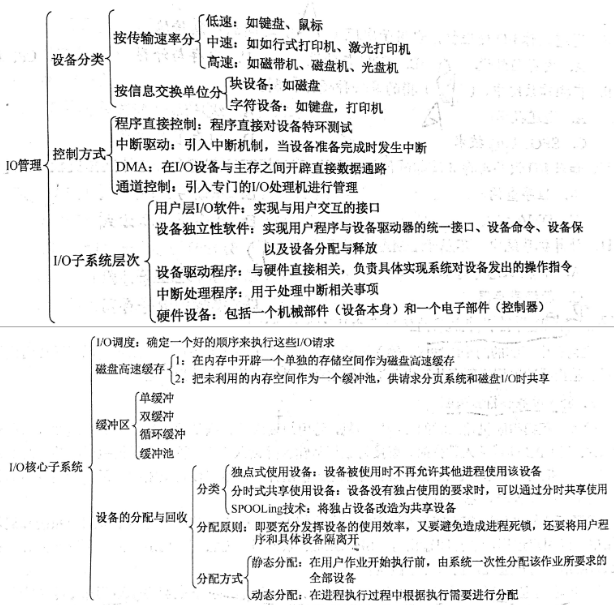 IO管理
设备分类
按传输速率分
低速：如键盘、鼠标
中速：如如行式打印机、激光打印机
高速：如磁带机、磁盘机、光盘机
按信息交换单位分
块设备：如磁盘
字符设备：如键盘，打印机
控制方式
程序直接控制：程序直接对设备特环测试
中断驱动：引入中断机制，当设备准备完成时发生中断
DMA：在I/O设备与主存之间开辟直接数据通路
通道控制：引入专门的I/O处理机进行管理
I/O子系统层次
用户层I/O软件：实现与用户交互的接口
设备独立性软件：实现用户程序与设备驱动器的统一接口、设备命令、设备保
以及设备分配与释放
设备驱动程序：与硬件直接相关，负责具体实现系统对设备发出的操作指令
中断处理程序：用于处理中断相关事项
硬件设备：包括一个机械部件（设备本身）和一个电子部件（控制器）
I/O核心子系统
I/O调度：确定一个好的顺序来执行这些I/O请求
磁盘高速缓存
1：在内存中开辟一个单独的存储空间作为磁盘高速缓存
2：把未利用的内存空间作为一个缓冲池，供请求分页系统和磁盘I/O时共享
缓冲区
单缓冲
双缓冲
循环缓冲
缓冲池
设备的分配与回收
分类
独点式使用设备：设备被使用时不再允许其他进程使用该设备
分时式共享使用设备：设备没有独占使用的要求时，可以通过分时共享使用
SPOOLing技术：将独占设备改造为共享设备
分配原则：即要充分发挥设备的使用效率，又要避免造成进程死锁，还要将用户程
序和具体设备隔离开
分配方式
静态分配：在用户作业开始执行前，由系统一次性分配该作业所要求的
全部设备
动态分配：在进程执行过程中根据执行需要进行分配